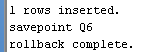 1 rows inserted.
savepoint Q6
rollback complete.